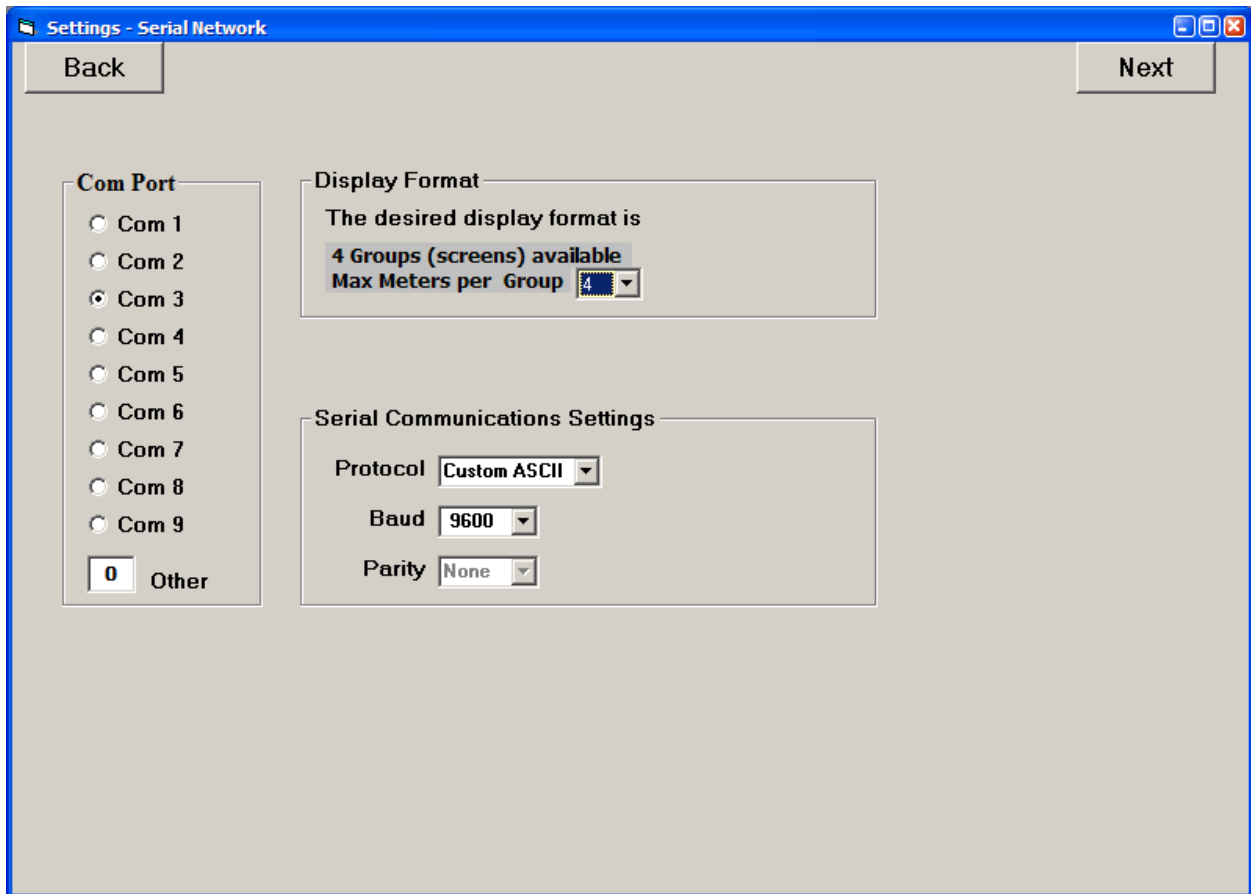 Settings - Serial Network
Back
Next
Com Port
Com 1
Com 2
Com 3
Com 4
Com 5
Com 6
Com 7
Com 8
Com 9
0 Other
Display Format
The desired display format is
4 Groups (screens) available
Max Meters per Group 4
Serial Communications Settings
Protocol Custom ASCII
Baud 9600
Parity None